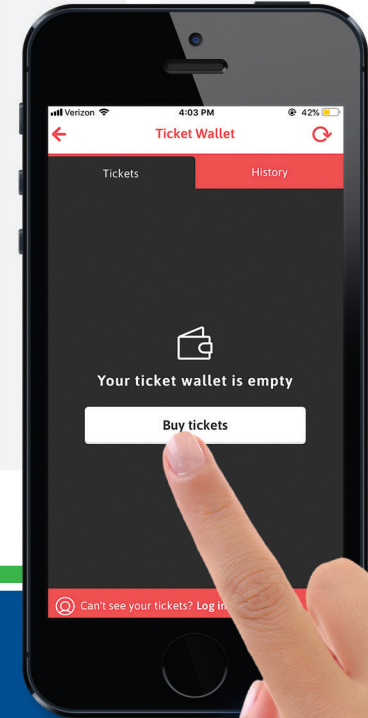 Verizon 4:03 PM 42%
Ticket Wallet
Tickets History
Your ticket wallet is empty
Buy tickets
Can't see your tickets? Log in